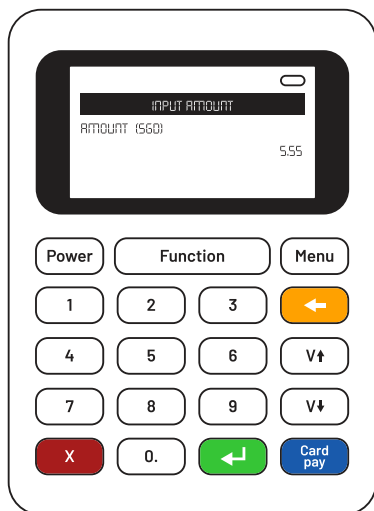 INPUT AMOUNT
AMOUNT (SGD)
5.55
Power Function Menu
1 2 3
4 5 6 V
7 8 9 V
X 0. Card pay